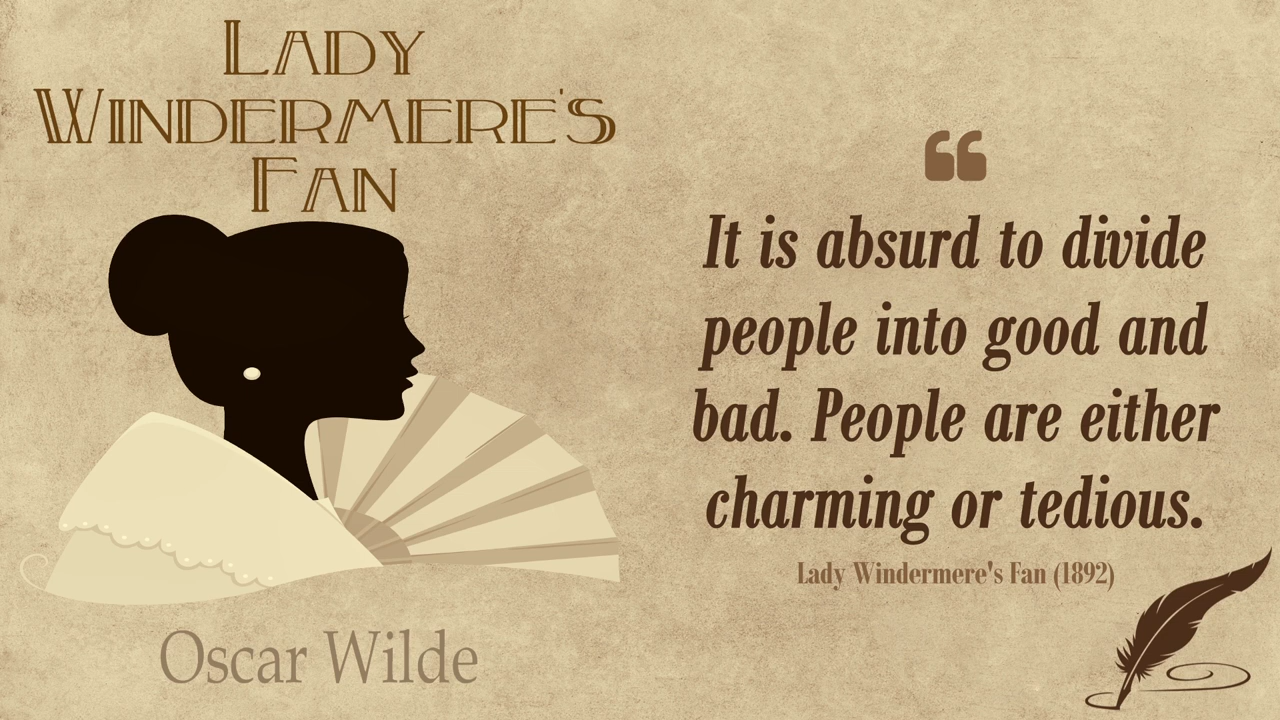 LADY
WINDERMERE'S
FAN
Oscar Wilde
“
It is absurd to divide
people into good and
bad. People are either
charming or tedious.
Lady Windermere's Fan (1892)